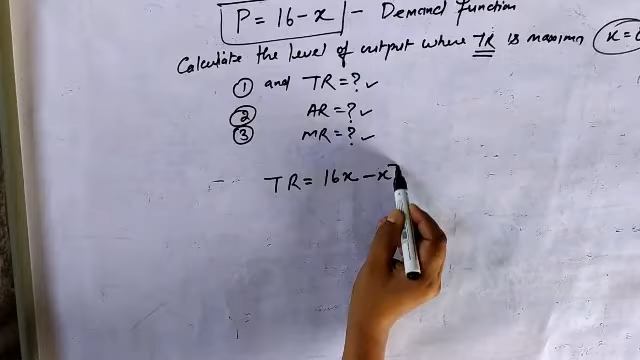 P = 16 - x - Demand function
Calculate the level of output where TR is maximm x =
① and TR = ? ✓
② AR = ? ✓
③ MR = ? ✓
TR = 16x - x